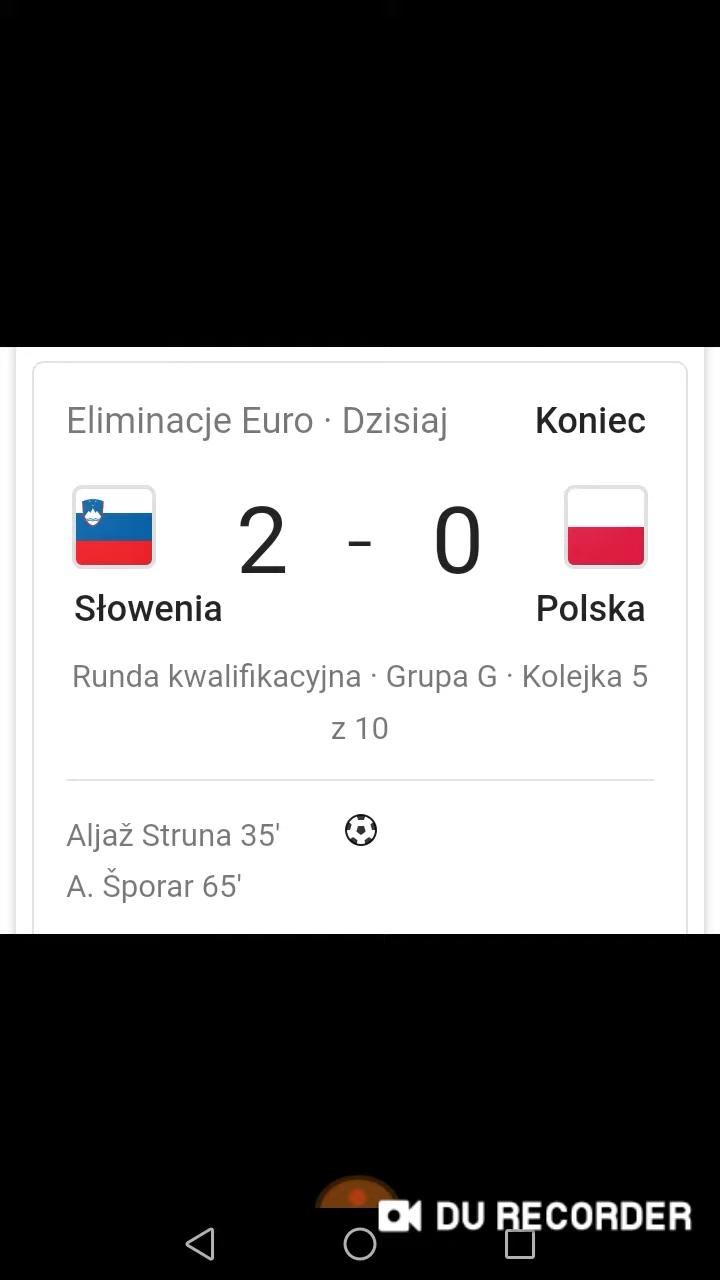 Eliminacje Euro · Dzisiaj Koniec
2 - 0
Słowenia Polska
Runda kwalifikacyjna · Grupa G · Kolejka 5
z 10
Aljaž Struna 35'
A. Šporar 65'
DU RECORDER